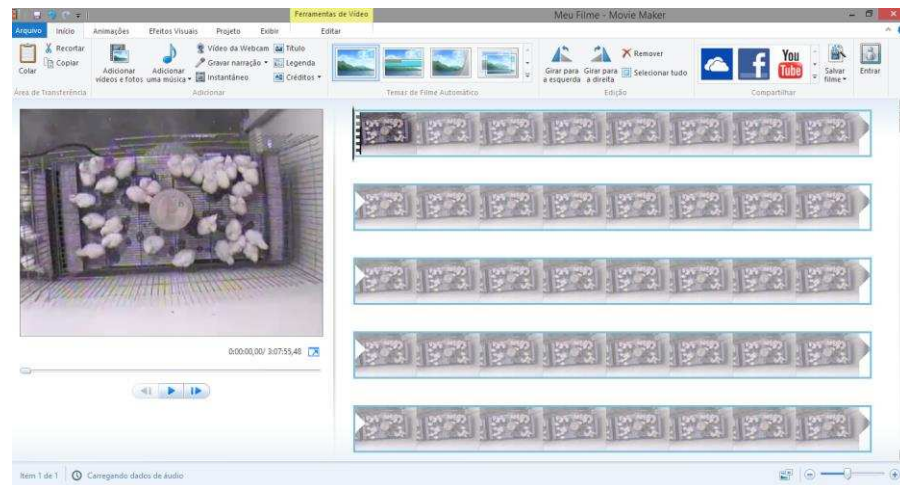 Ferramentas de Vídeo
Meu Filme - Movie Maker
Arquivo Início Animações Efeitos Visuais Projeto Exibir Editar
Colar
Recortar
Copiar
Área de Transferência
Adicionar vídeos e fotos
Adicionar uma música
Vídeo da Webcam
Gravar narração
Instantâneo
Título
Legenda
Créditos
Adicionar
Temas de Filme Automático
Girar para a esquerda
Girar para a direita
Remover
Selecionar tudo
Edição
You Tube
Compartilhar
Salvar filme
Entrar
0:00:00,00/ 3:07:55,48
Item 1 de 1
Carregando dados de áudio